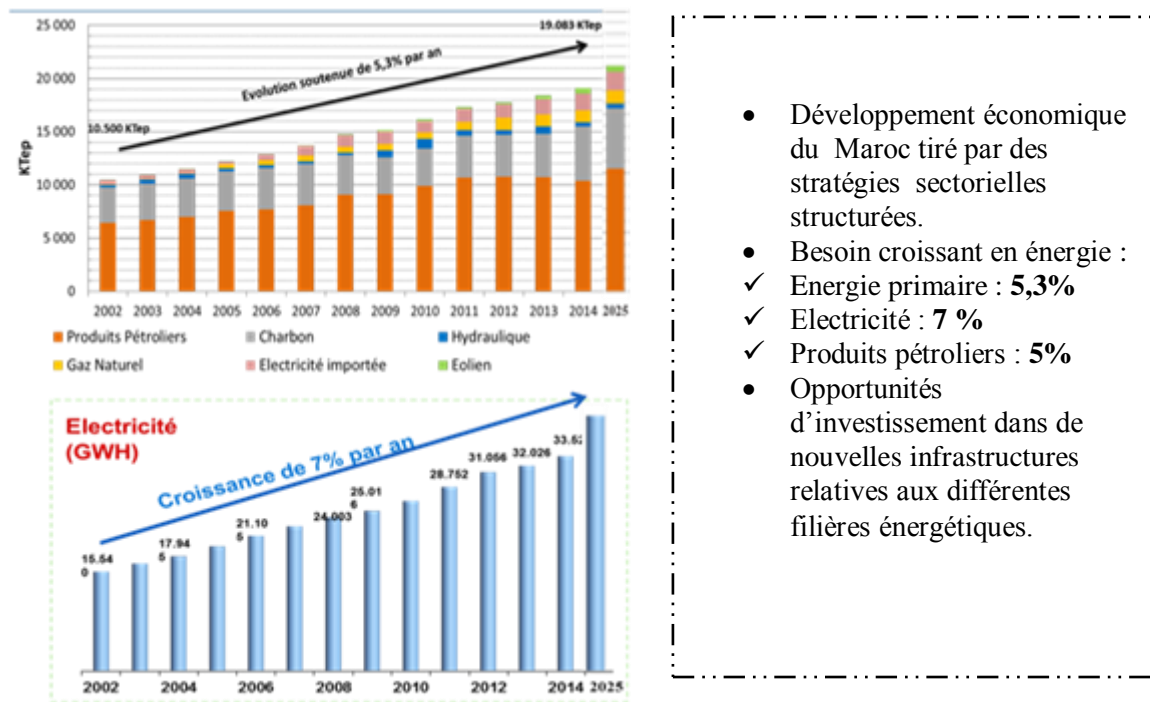 25 000
20 000
15 000
10 000
5 000
0
KTep
19.083 KTep
Evolution soutenue de 5,3% par an
10.500 KTep
2002 2003 2004 2005 2006 2007 2008 2009 2010 2011 2012 2013 2014 2025
Produits Pétroliers Charbon Hydraulique
Gaz Naturel Electricité importée Eolien
Electricité
(GWH)
Croissance de 7% par an
15.54
0
17.94
5
21.10
5
24.003
25.01
6
28.752
31.056
32.026
33.52
2002 2004 2006 2008 2010 2012 2014 2025
• Développement économique
du Maroc tiré par des
stratégies sectorielles
structurées.
• Besoin croissant en énergie :
✓ Energie primaire : 5,3%
✓ Electricité : 7 %
✓ Produits pétroliers : 5%
• Opportunités
d’investissement dans de
nouvelles infrastructures
relatives aux différentes
filières énergétiques.